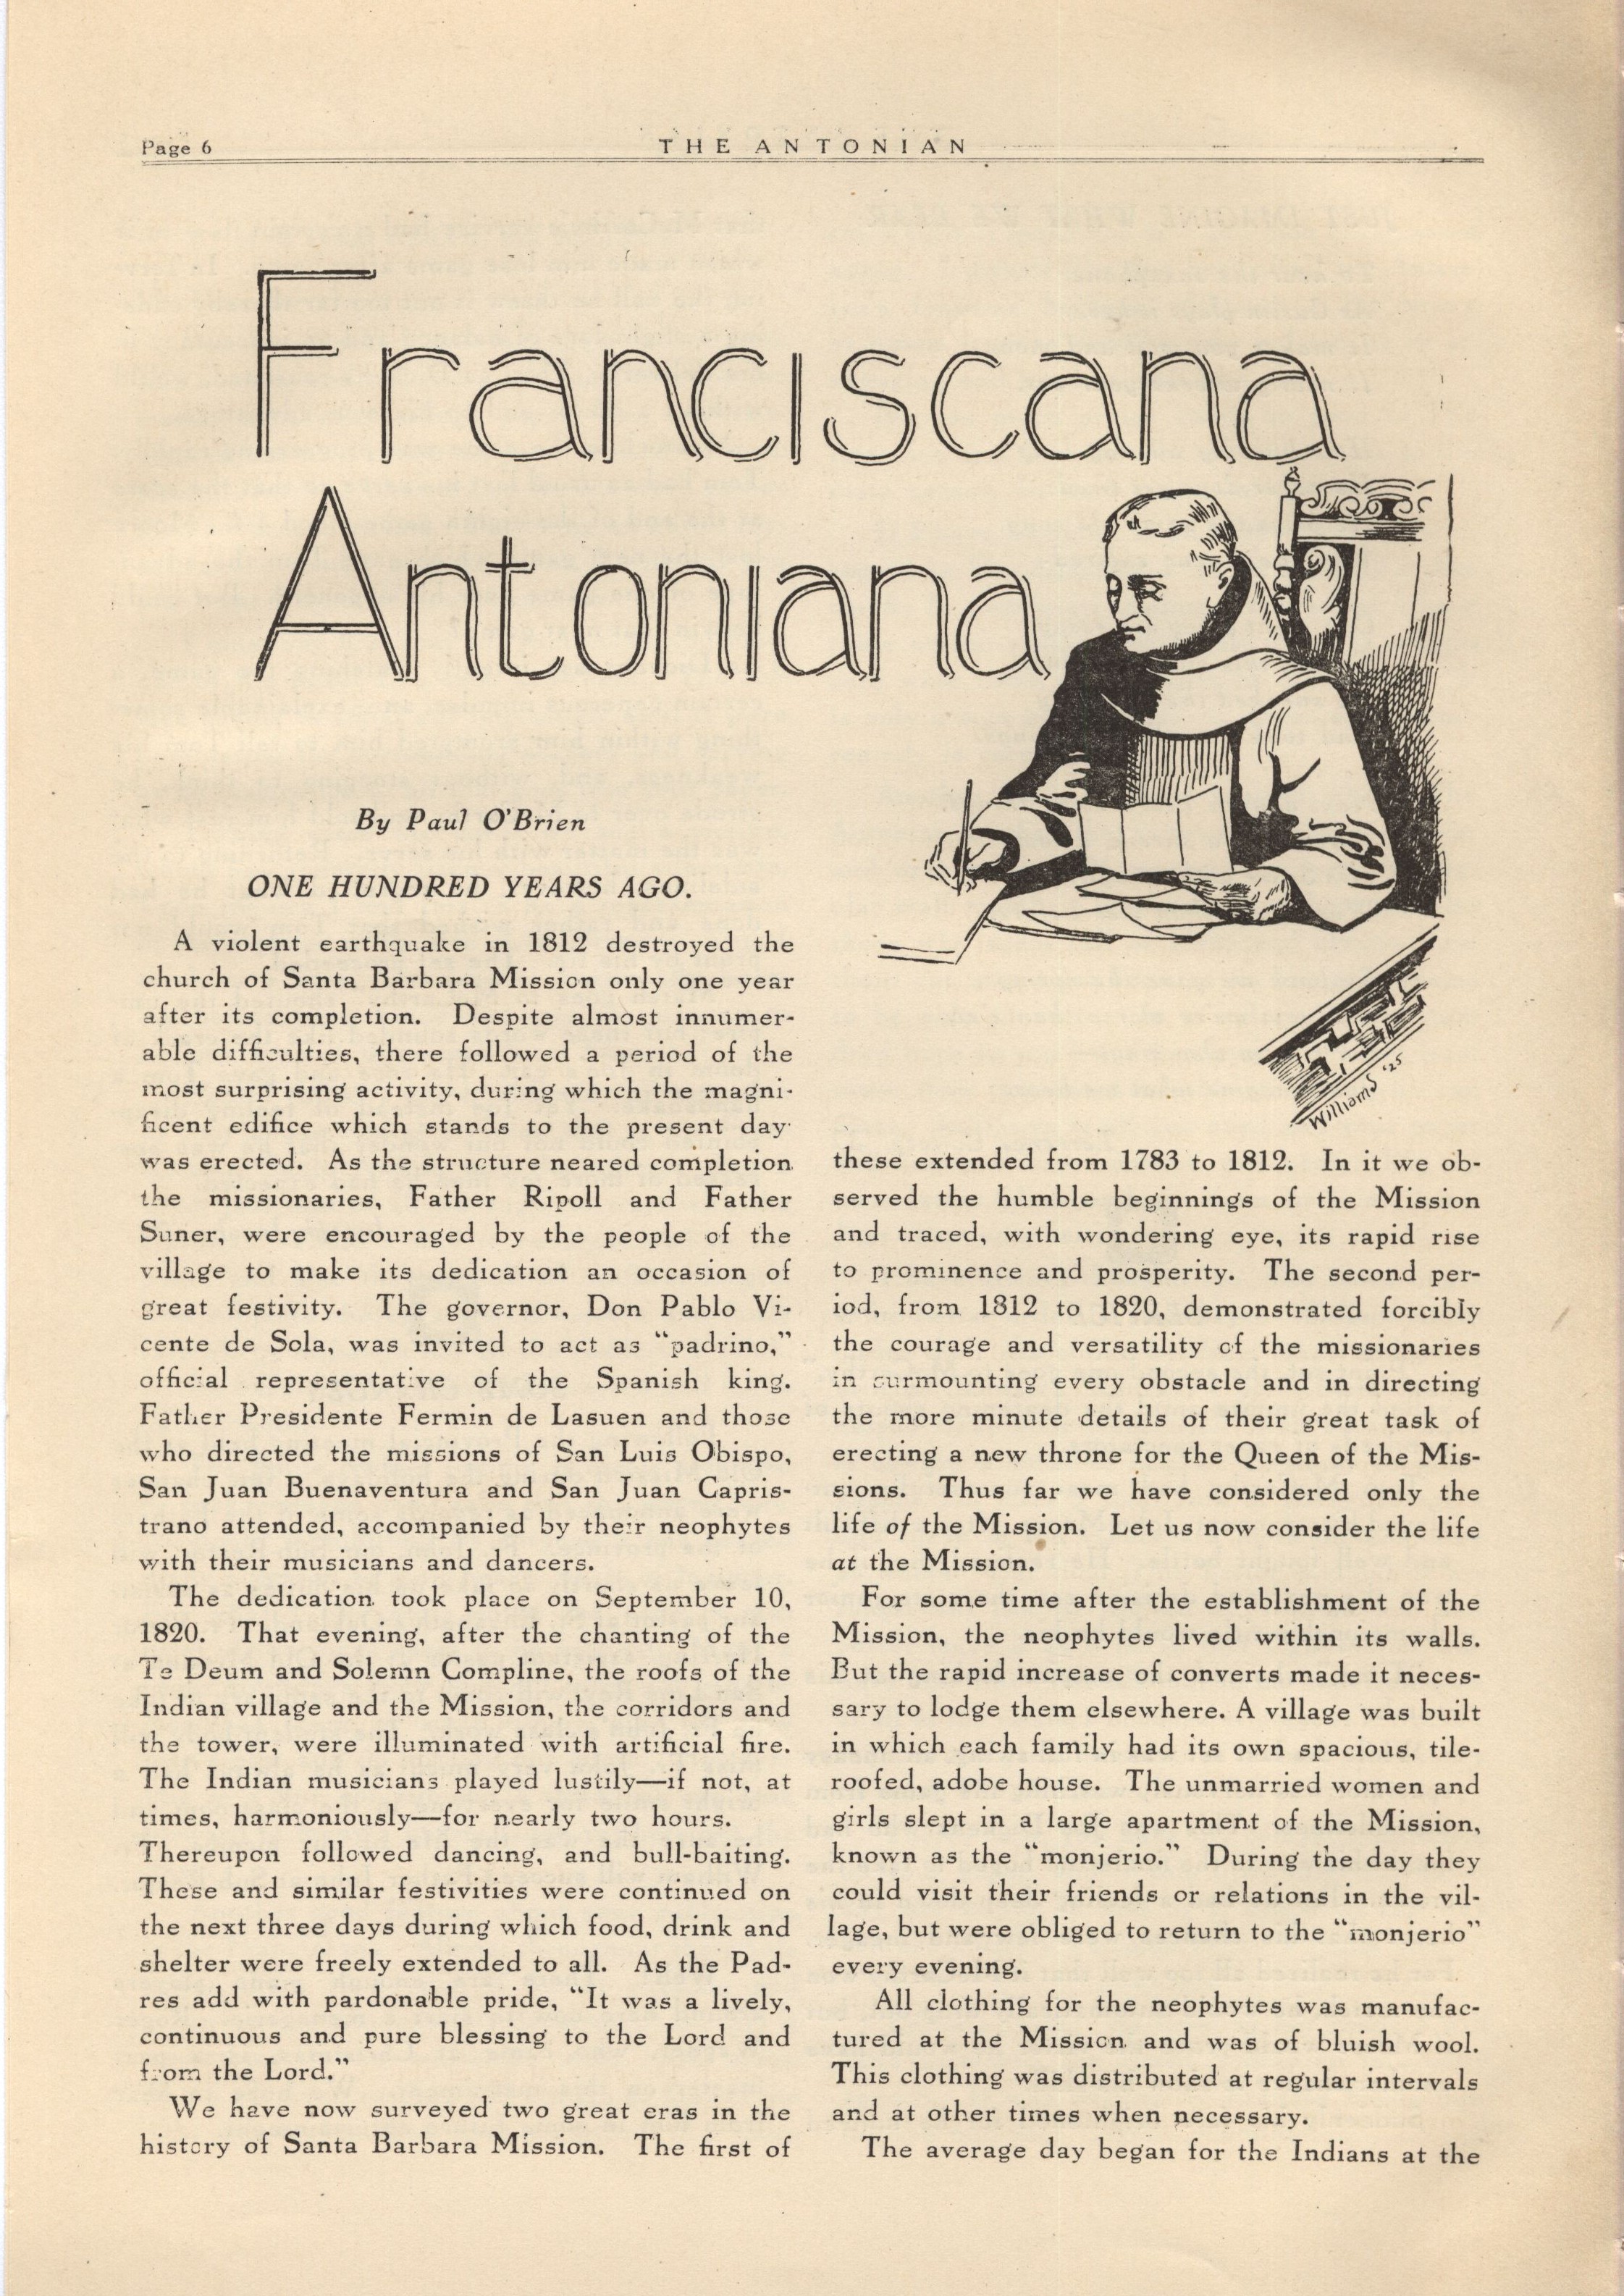 Page 6
THE ANTONIAN
Franciscana
Antoniana
Williams '25
By Paul O'Brien
ONE HUNDRED YEARS AGO.
A violent earthquake in 1812 destroyed the
church of Santa Barbara Mission only one year
after its completion. Despite almost innumer-
able difficulties, there followed a period of the
most surprising activity, during which the magni-
ficent edifice which stands to the present day
was erected. As the structure neared completion
the missionaries, Father Ripoll and Father
Suner, were encouraged by the people of the
village to make its dedication an occasion of
great festivity. The governor, Don Pablo Vi-
cente de Sola, was invited to act as "padrino,"
official representative of the Spanish king.
Father Presidente Fermin de Lasuen and those
who directed the missions of San Luis Obispo,
San Juan Buenaventura and San Juan Capris-
trano attended, accompanied by their neophytes
with their musicians and dancers.
The dedication took place on September 10,
1820. That evening, after the chanting of the
Te Deum and Solemn Compline, the roofs of the
Indian village and the Mission, the corridors and
the tower, were illuminated with artificial fire.
The Indian musicians played lustily—if not, at
times, harmoniously—for nearly two hours.
Thereupon followed dancing, and bull-baiting.
These and similar festivities were continued on
the next three days during which food, drink and
shelter were freely extended to all. As the Pad-
res add with pardonable pride, "It was a lively,
continuous and pure blessing to the Lord and
from the Lord."
We have now surveyed two great eras in the
history of Santa Barbara Mission. The first of
these extended from 1783 to 1812. In it we ob-
served the humble beginnings of the Mission
and traced, with wondering eye, its rapid rise
to prominence and prosperity. The second per-
iod, from 1812 to 1820, demonstrated forcibly
the courage and versatility of the missionaries
in surmounting every obstacle and in directing
the more minute details of their great task of
erecting a new throne for the Queen of the Mis-
sions. Thus far we have considered only the
life of the Mission. Let us now consider the life
at the Mission.
For some time after the establishment of the
Mission, the neophytes lived within its walls.
But the rapid increase of converts made it neces-
sary to lodge them elsewhere. A village was built
in which each family had its own spacious, tile-
roofed, adobe house. The unmarried women and
girls slept in a large apartment of the Mission,
known as the "monjerio." During the day they
could visit their friends or relations in the vil-
lage, but were obliged to return to the "monjerio"
every evening.
All clothing for the neophytes was manufac-
tured at the Mission and was of bluish wool.
This clothing was distributed at regular intervals
and at other times when necessary.
The average day began for the Indians at the